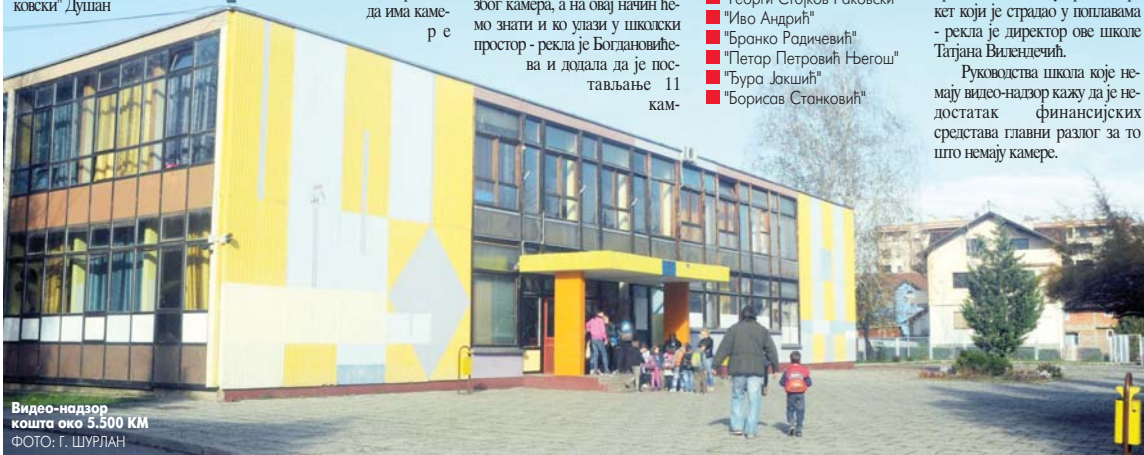 ковски" Душан
да има каме-
р е
због камера, а на овај начин ће-
мо знати и ко улази у школски
простор - рекла је Богдановиће-
ва и додала да је пос-
тављање 11
кам-
"Георги Стојков Раковски"
"Иво Андрић"
"Бранко Радичевић"
"Петар Петровић Његош"
"Ђура Јакшић"
"Борисав Станковић"
кет који је страдао у поплавама
- рекла је директор ове школе
Татјана Вилендечић.
Руководства школа које не-
мају видео-надзор кажу да је не-
достатак финансијских
средстава главни разлог за то
што немају камере.
Видео-надзор
кошта око 5.500 КМ
ФОТО: Г. ШУРЛАН